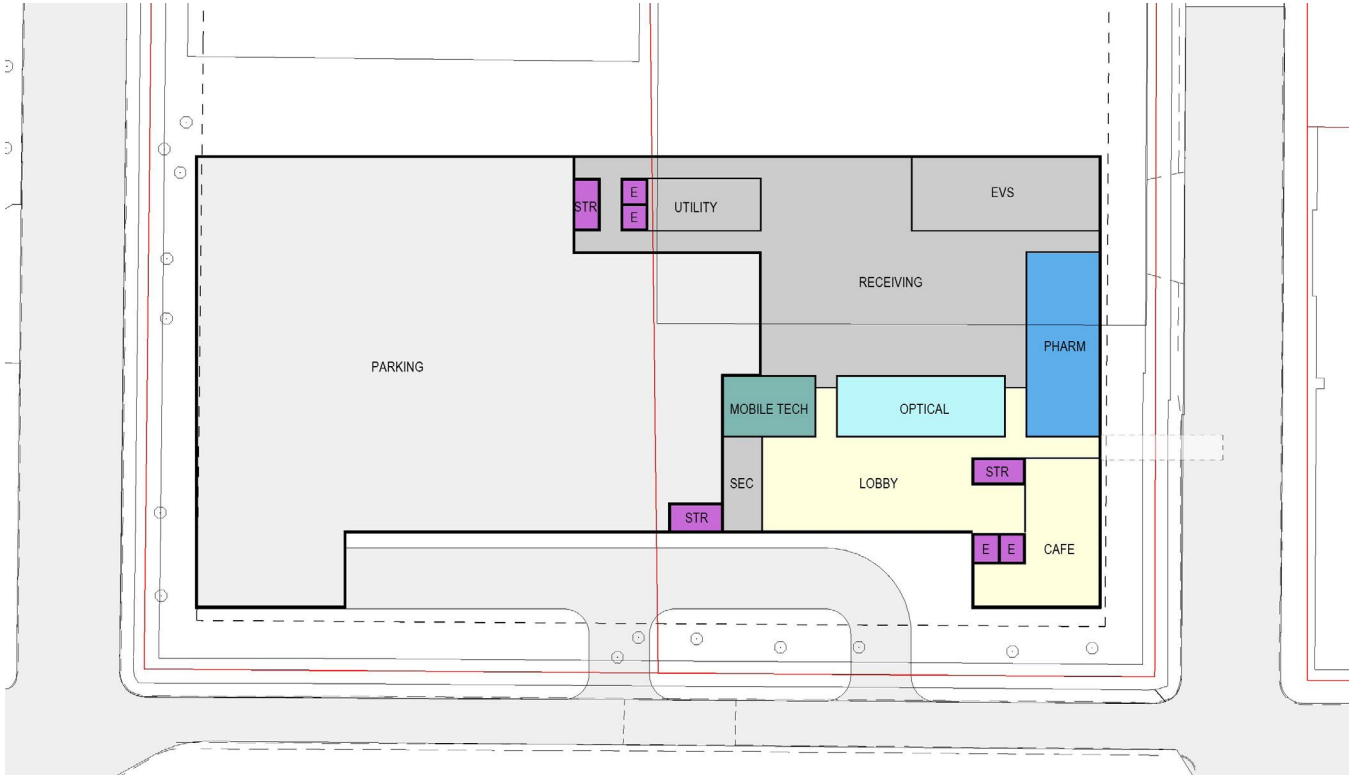 EVS
E
STR
UTILITY
E
RECEIVING
PHARM
PARKING
MOBILE TECH
OPTICAL
STR
SEC
LOBBY
STR
E
E
CAFE